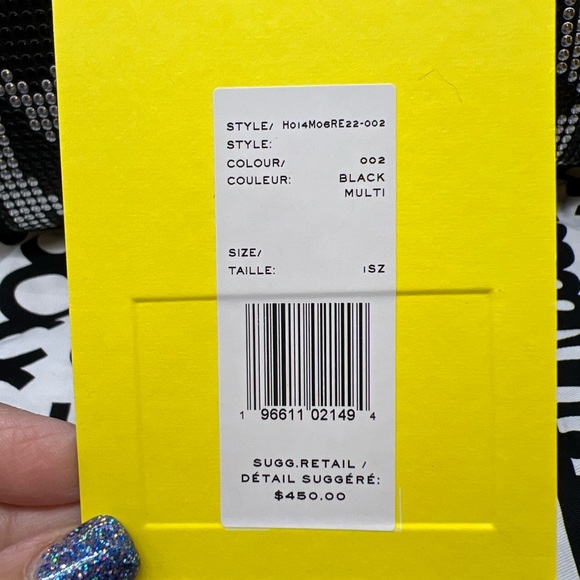 STYLE/ H014M06RE22-002
STYLE:
COLOUR/ 002
COULEUR: BLACK
MULTI
SIZE/
TAILLE: 1SZ
1 96611 02149 4
SUGG.RETAIL /
DÉTAIL SUGGÉRÉ:
$450.00